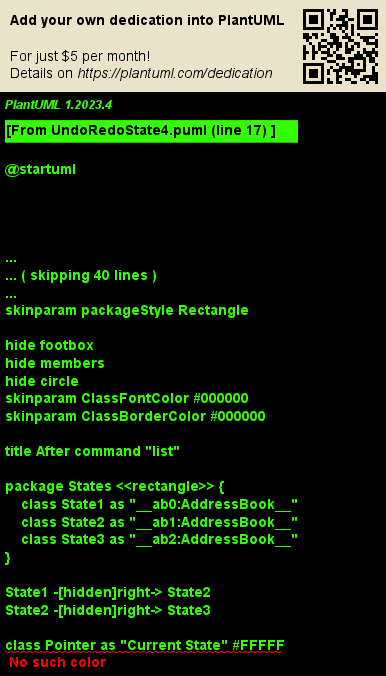 Add your own dedication into PlantUML
For just $5 per month!
Details on https://plantuml.com/dedication
PlantUML 1.2023.4
[From UndoRedoState4.puml (line 17) ]
@startuml
...
... ( skipping 40 lines )
...
skinparam packageStyle Rectangle
hide footbox
hide members
hide circle
skinparam ClassFontColor #000000
skinparam ClassBorderColor #000000
title After command "list"
package States <<rectangle>> {
class State1 as "__ab0:AddressBook__"
class State2 as "__ab1:AddressBook__"
class State3 as "__ab2:AddressBook__"
}
State1 -[hidden]right-> State2
State2 -[hidden]right-> State3
class Pointer as "Current State" #FFFFF
No such color